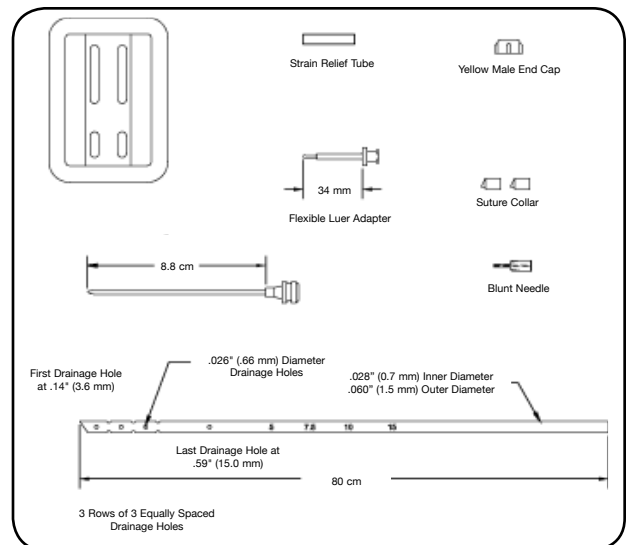 Strain Relief Tube
Yellow Male End Cap
34 mm
Flexible Luer Adapter
Suture Collar
8.8 cm
Blunt Needle
First Drainage Hole
at .14" (3.6 mm)
.026" (.66 mm) Diameter
Drainage Holes
.028" (0.7 mm) Inner Diameter
.060" (1.5 mm) Outer Diameter
5 7.5 10 15
Last Drainage Hole at
.59" (15.0 mm)
80 cm
3 Rows of 3 Equally Spaced
Drainage Holes